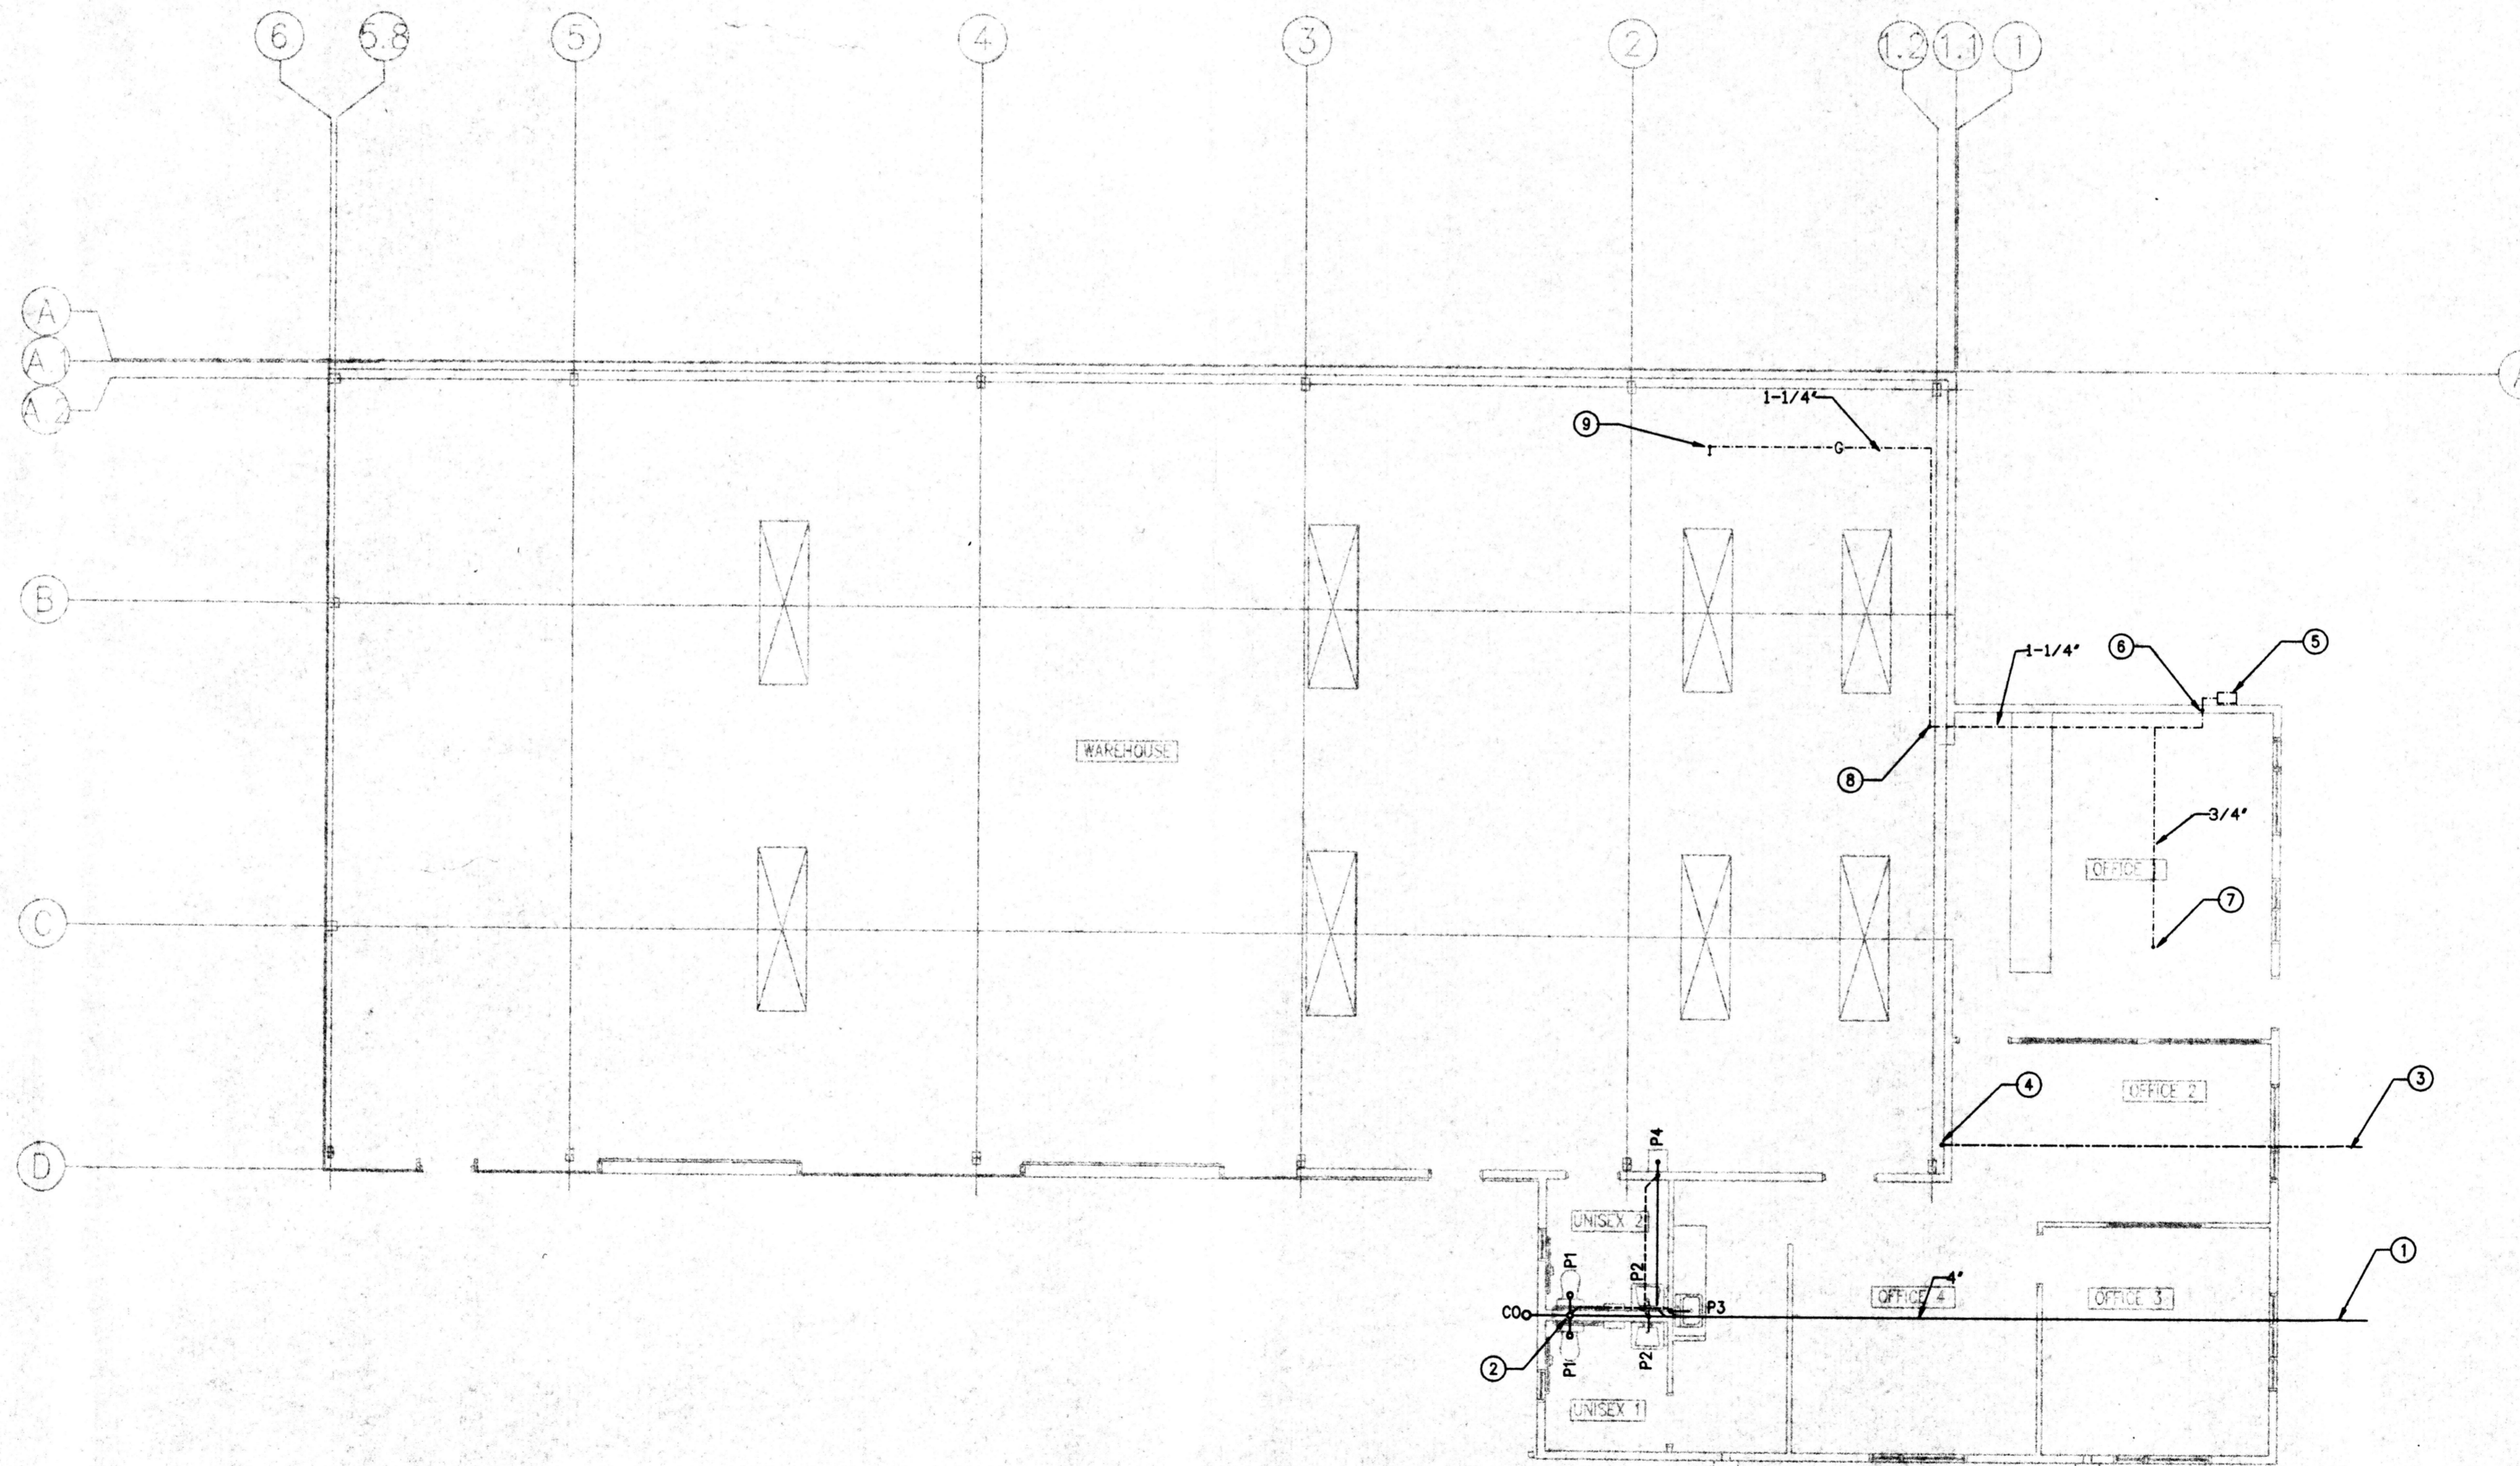 6 5.8 5 4 3 2 1.2 1.1 1
A
A.1
A.2
1-1/4"
9
G
B
1-1/4"
6
5
WAREHOUSE
8
3/4"
OFFICE 1
7
C
4
3
OFFICE 2
P4
D
UNISEX 2
P1
P2
1
4"
OFFICE 4
OFFICE 3
CO
P3
2
P1
P2
UNISEX 1